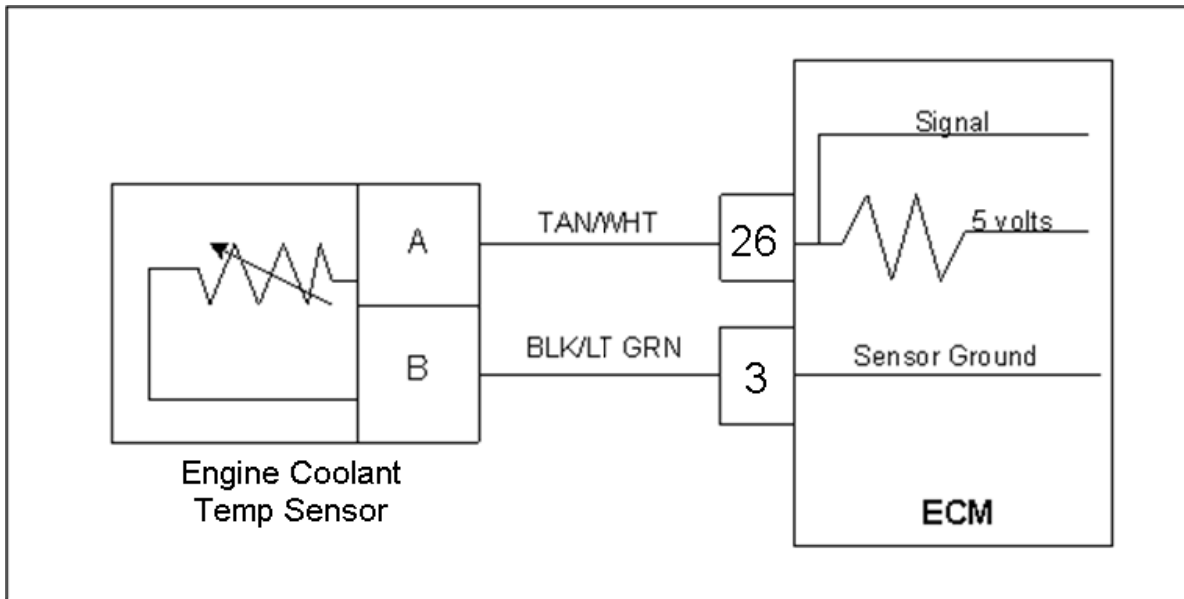 Signal
TAN/WHT
A
26
5 volts
BLK/LT GRN
B
3
Sensor Ground
Engine Coolant
Temp Sensor
ECM